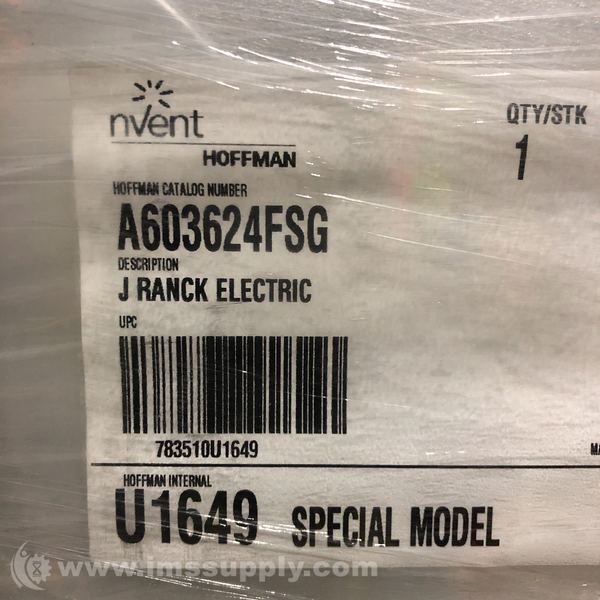 nVent
HOFFMAN
QTY/STK
1
HOFFMAN CATALOG NUMBER
A603624FSG
DESCRIPTION
J RANCK ELECTRIC
UPC
783510U1649
MA
HOFFMAN INTERNAL
U1649 SPECIAL MODEL
www.imssupply.com